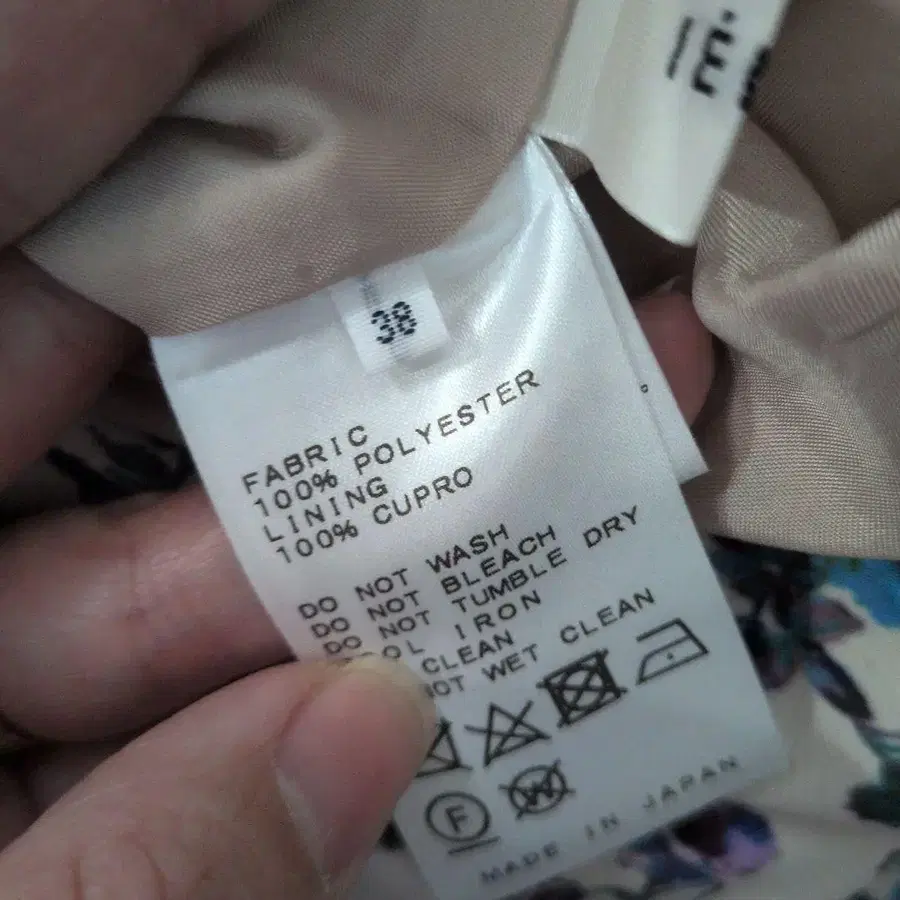 38
FABRIC
100% POLYESTER
LINING
100% CUPRO
DO NOT WASH
DO NOT BLEACH
DO NOT TUMBLE DRY
IRON
CLEAN
WET CLEAN
F
W
MADE IN JAPAN